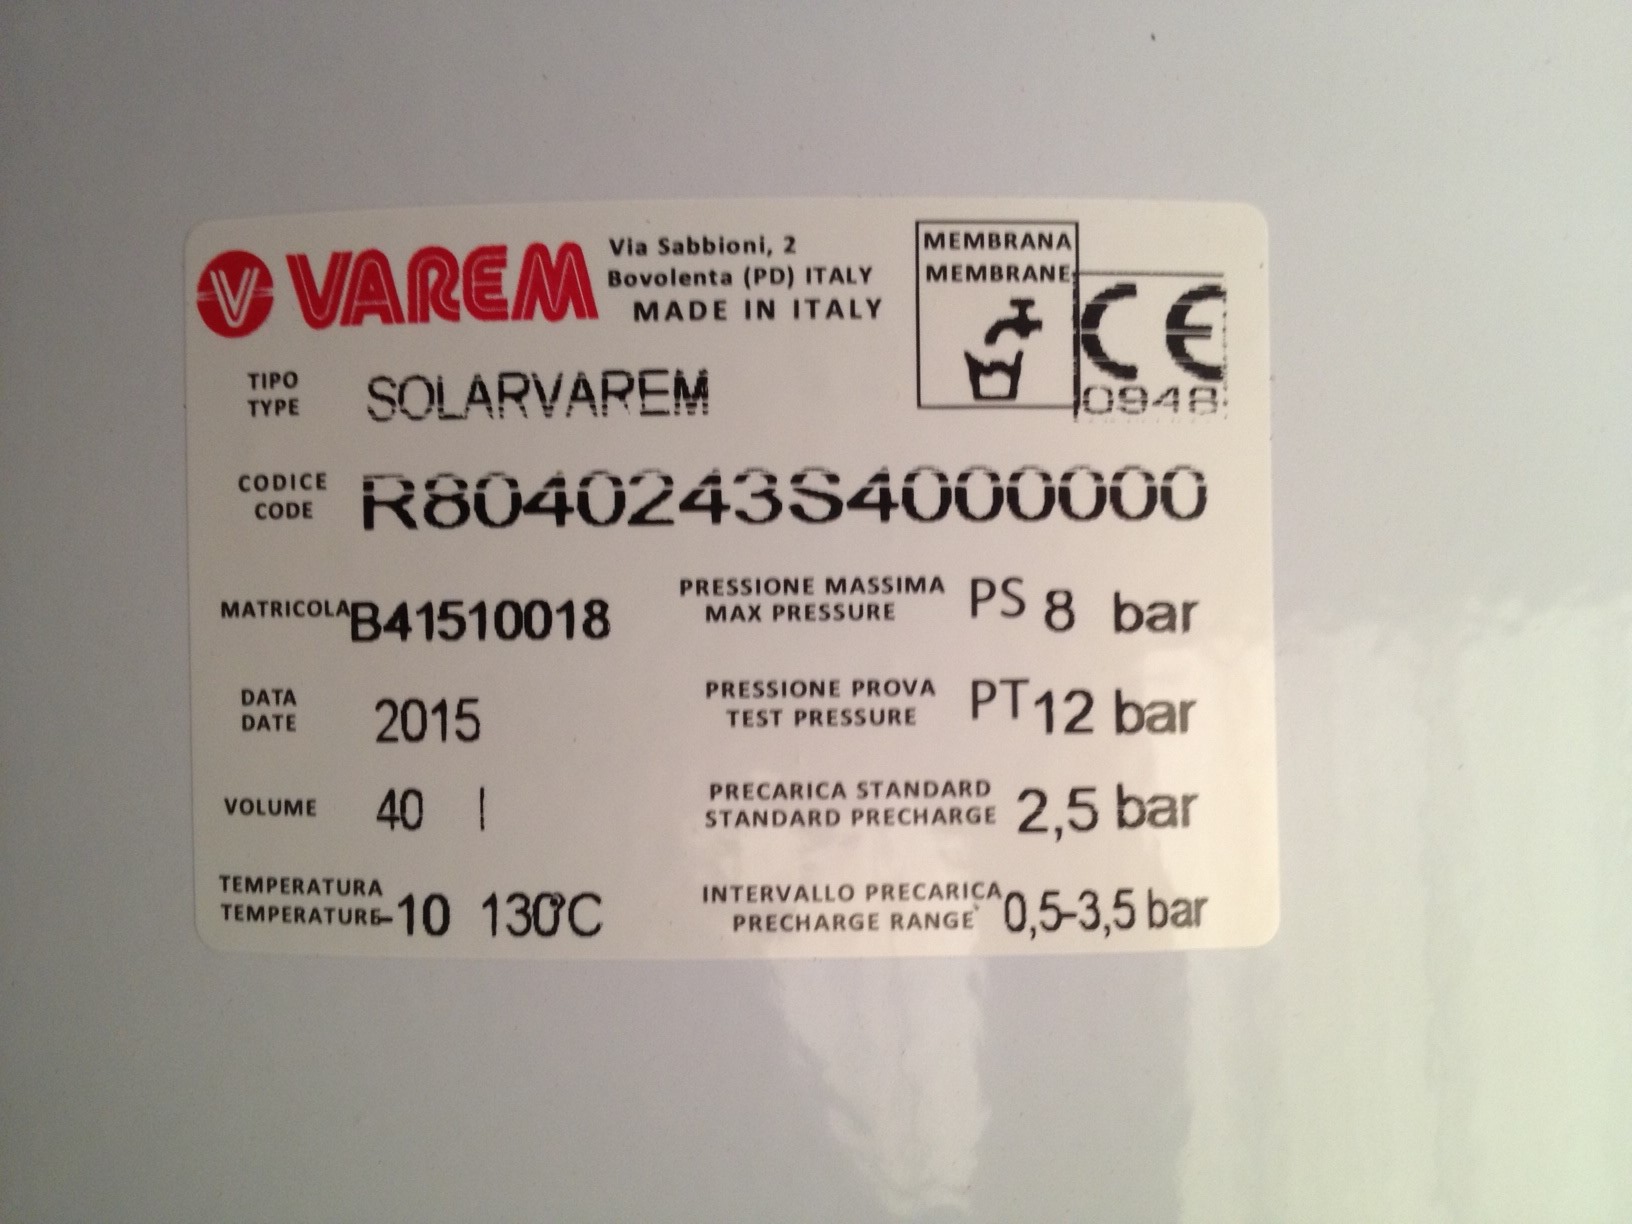 VAREM
Via Sabbioni, 2
Bovolenta (PD) ITALY
MADE IN ITALY
MEMBRANA
MEMBRANE
CE
0948
TIPO
TYPE
SOLARVAREM
CODICE
CODE
R8040243S4000000
MATRICOLA B41510018
PRESSIONE MASSIMA
MAX PRESSURE
PS 8 bar
DATA
DATE
2015
PRESSIONE PROVA
TEST PRESSURE
PT 12 bar
VOLUME 40 l
PRECARICA STANDARD
STANDARD PRECHARGE
2,5 bar
TEMPERATURA
TEMPERATURE
-10 130°C
INTERVALLO PRECARICA
PRECHARGE RANGE
0,5-3,5 bar